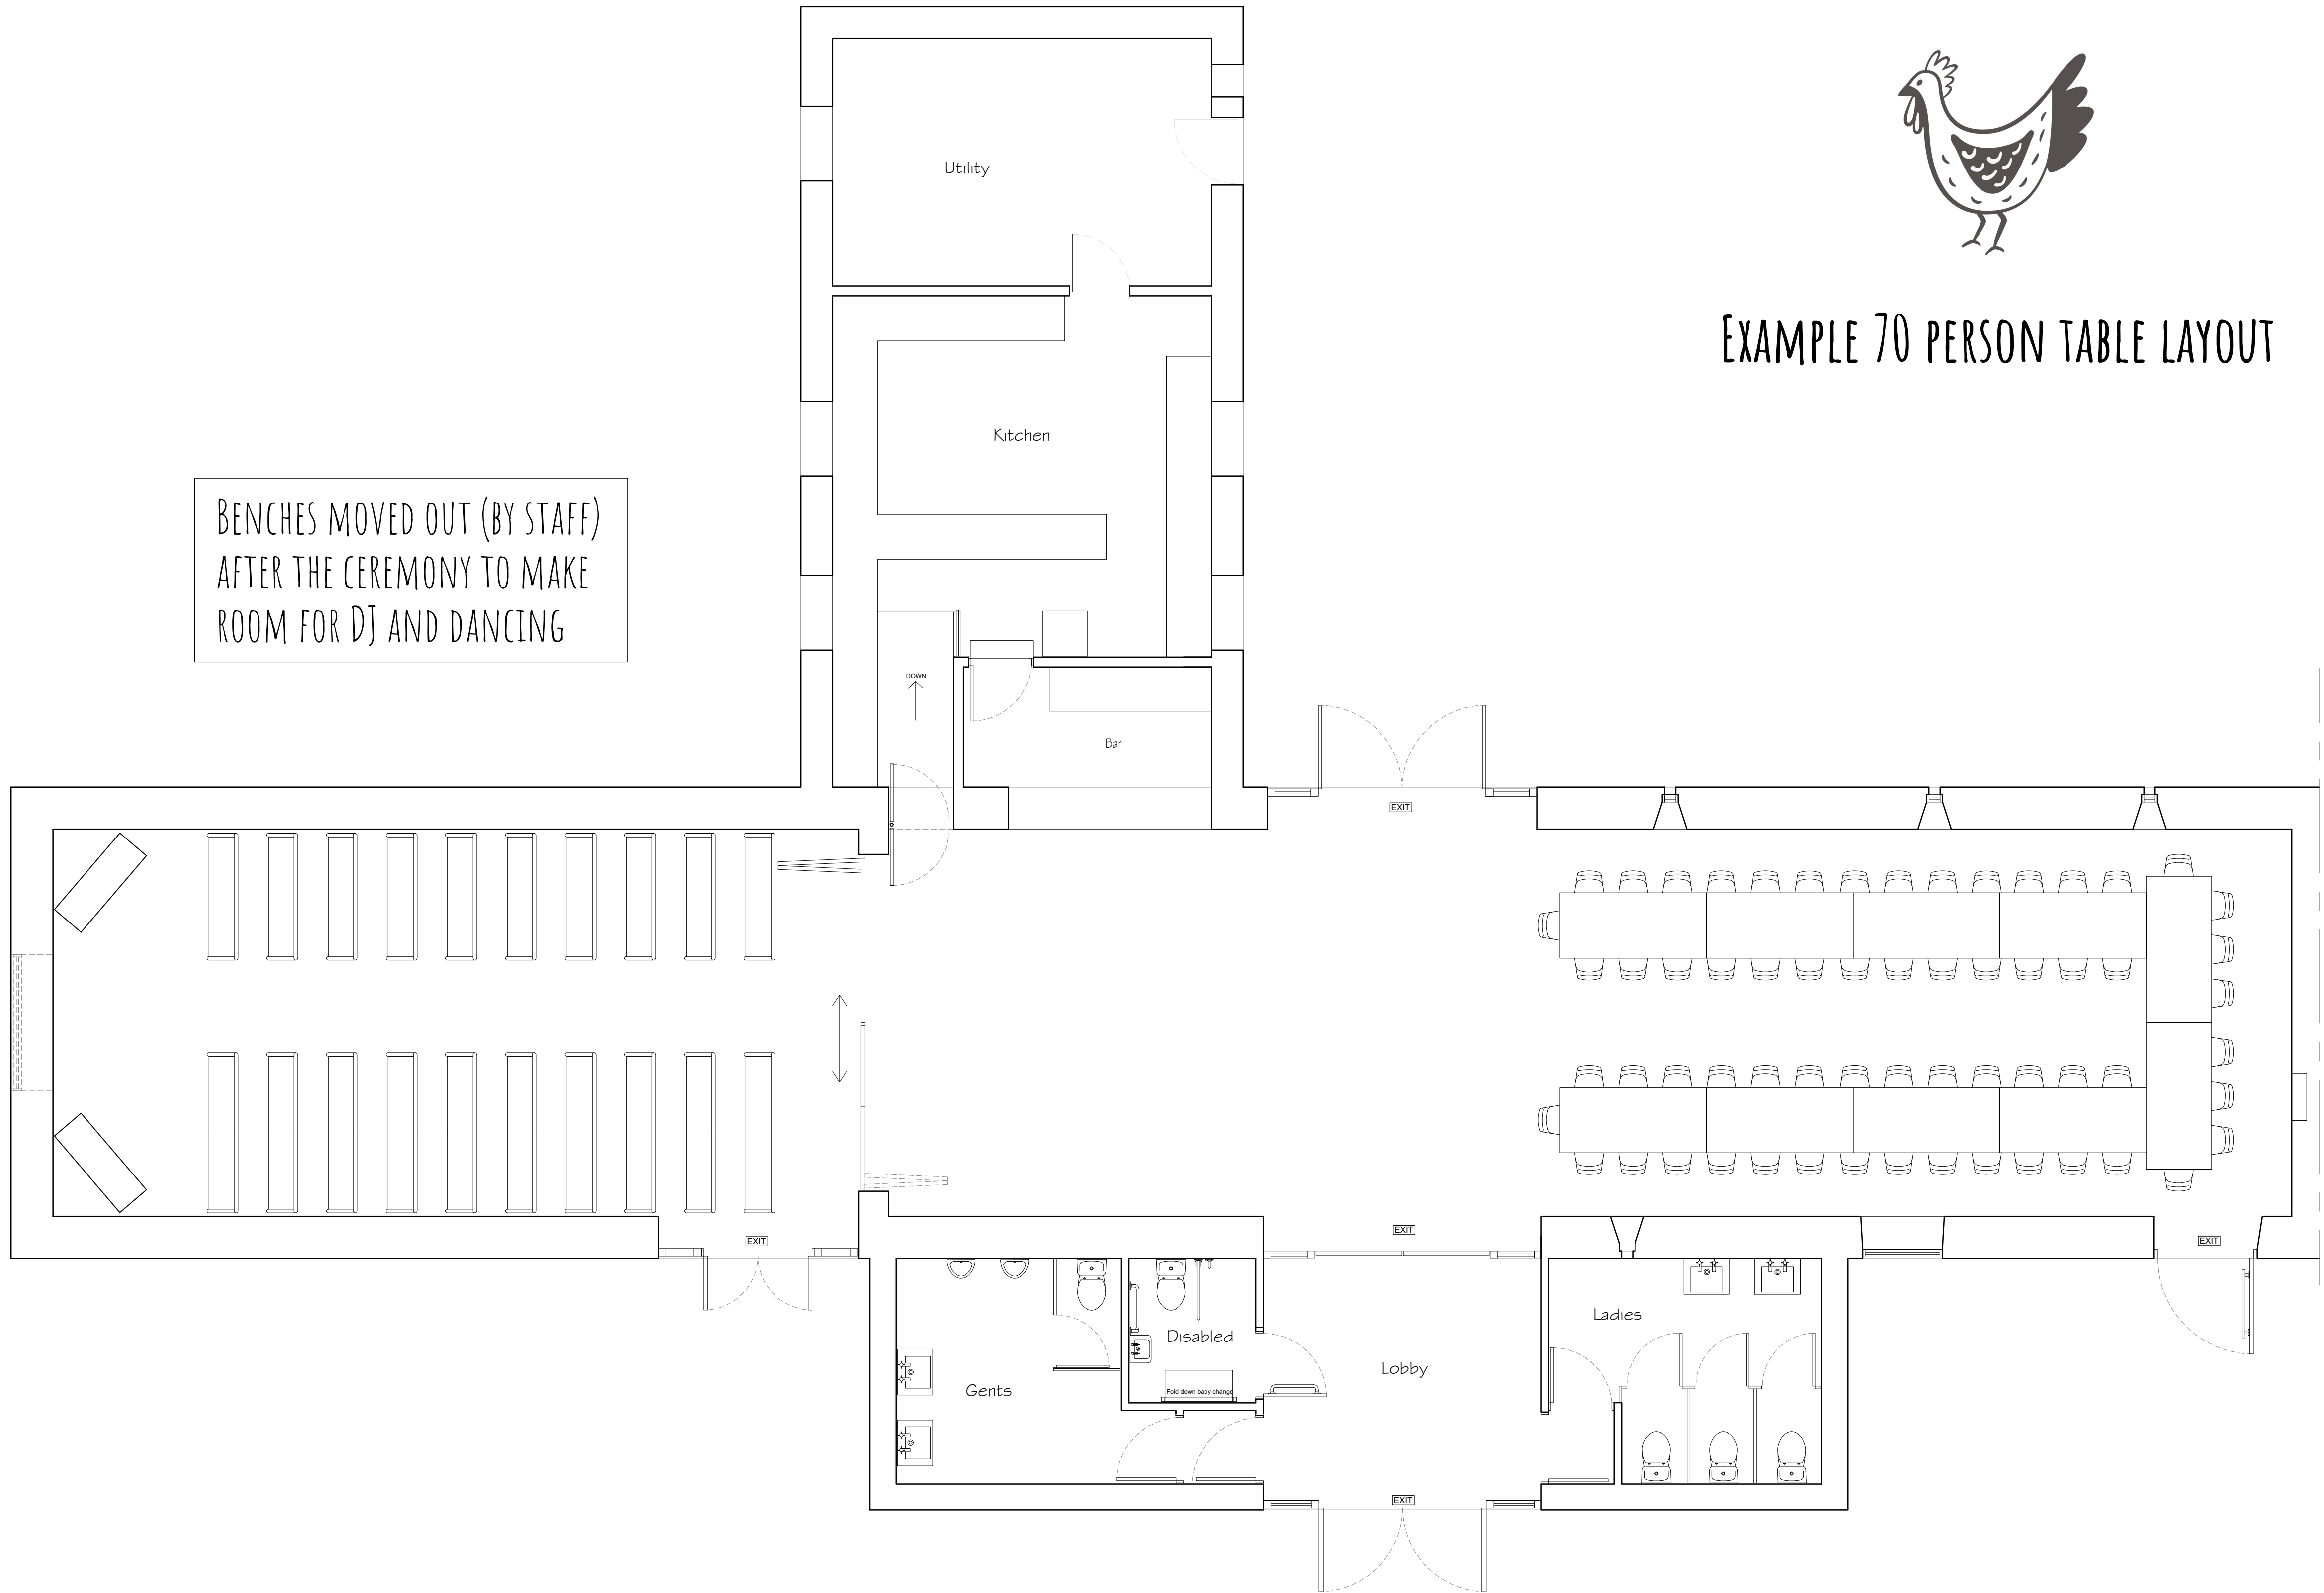 Utility
Example 70 person table layout
Kitchen
Benches moved out (by staff)
after the ceremony to make
room for DJ and dancing
DOWN
Bar
EXIT
EXIT
EXIT
EXIT
Ladies
Disabled
Lobby
Gents
Fold down baby change
EXIT